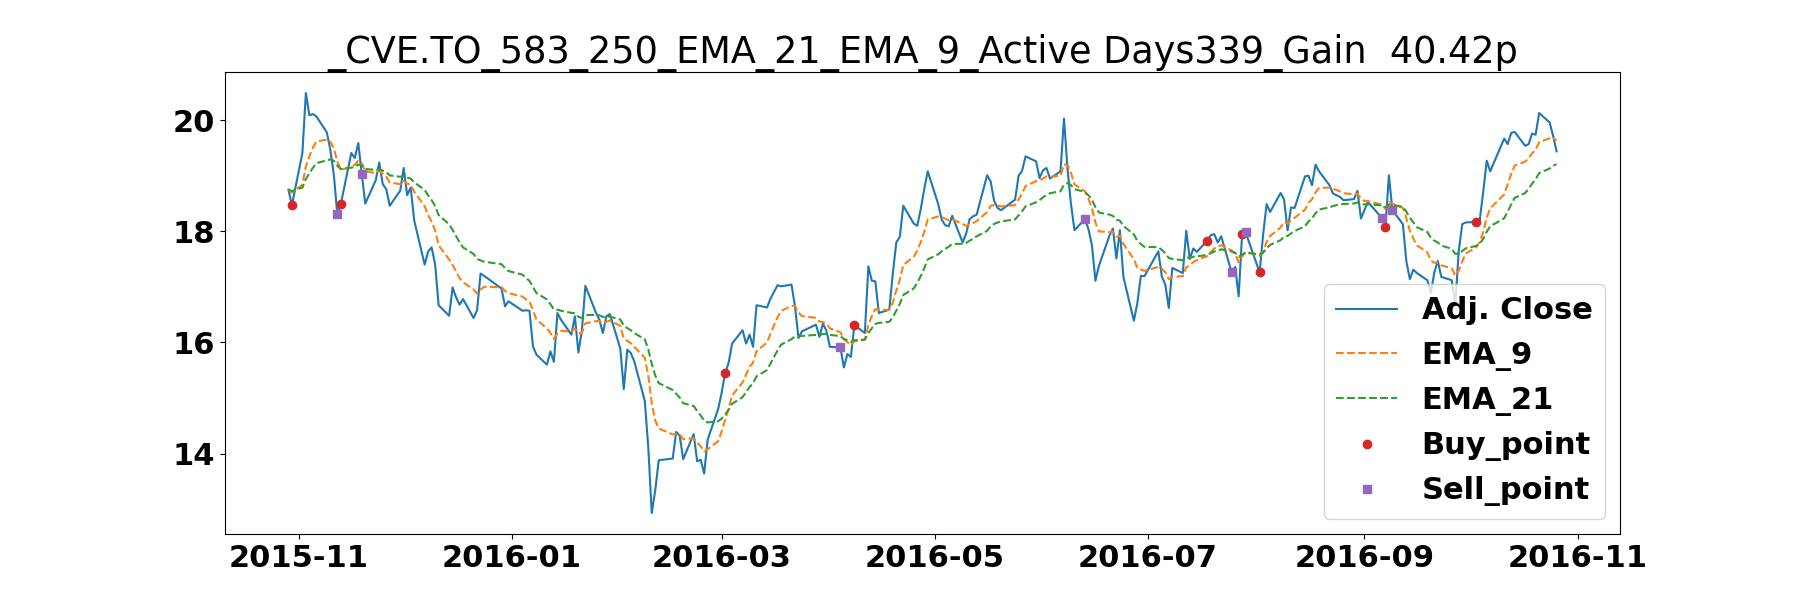 _CVE.TO_583_250_EMA_21_EMA_9_Active Days339_Gain  40.42p
20
18
16
14
2015-11 2016-01 2016-03 2016-05 2016-07 2016-09 2016-11
Adj. Close
EMA_9
EMA_21
Buy_point
Sell_point